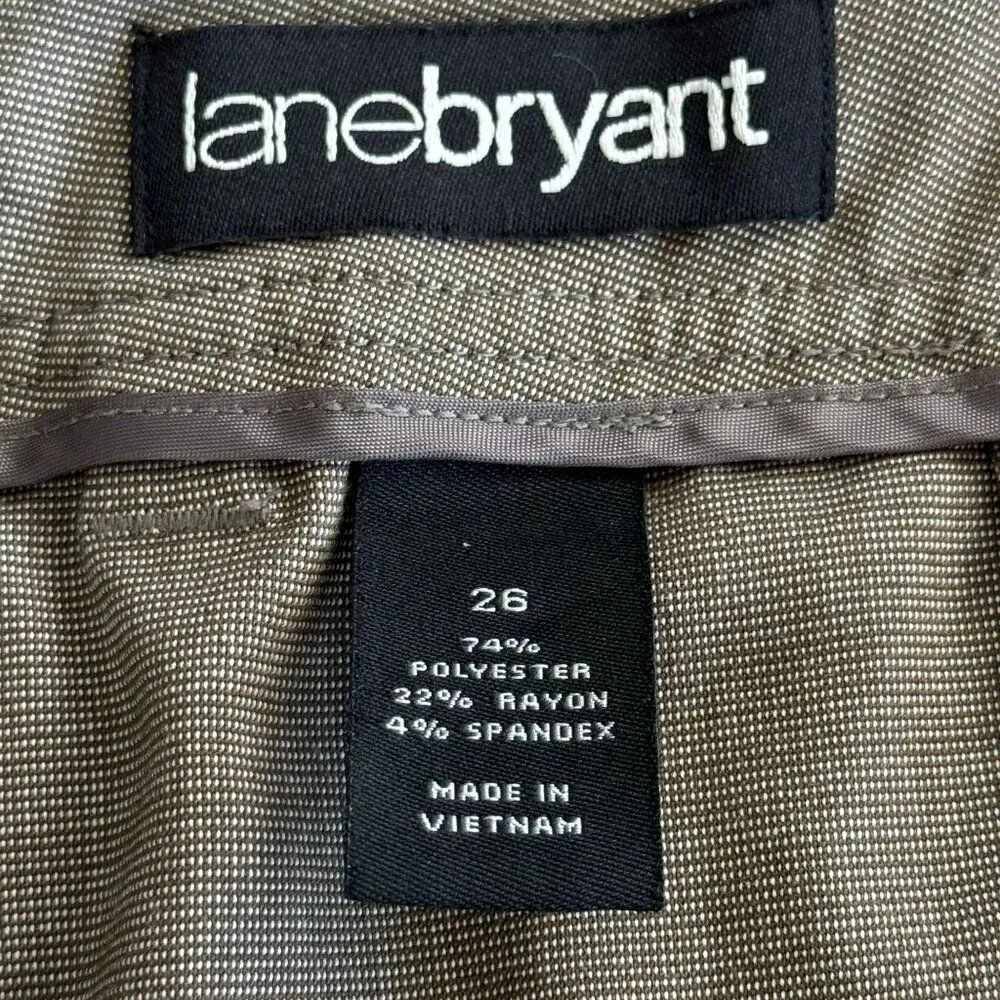 lanebryant
26
74%
POLYESTER
22% RAYON
4% SPANDEX
MADE IN
VIETNAM